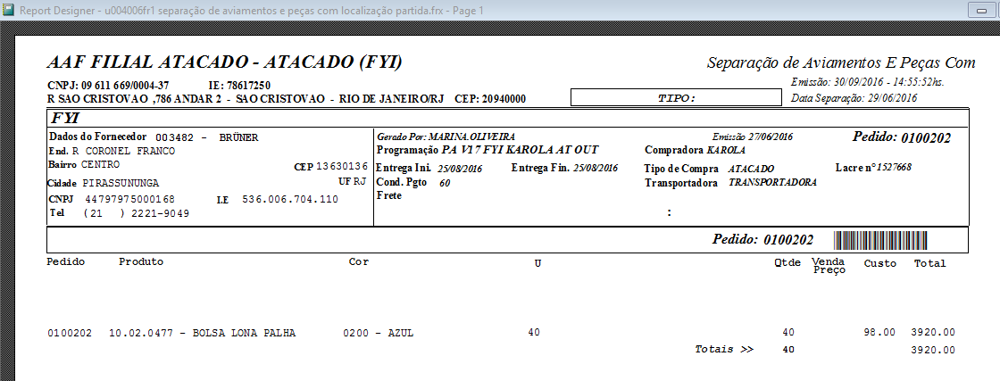 Report Designer - u004006fr1 separação de aviamentos e peças com localização partida.frx - Page 1
AAF FILIAL ATACADO - ATACADO (FYI)
Separação de Aviamentos E Peças Com
CNPJ: 09 611 669/0004-37 IE: 78617250
Emissão: 30/09/2016 - 14:55:52hs.
R SAO CRISTOVAO ,786 ANDAR 2 - SAO CRISTOVAO - RIO DE JANEIRO/RJ CEP: 20940000
TIPO:
Data Separação: 29/06/2016
FYI
Dados do Fornecedor 003482 - BRÜNER
End. R CORONEL FRANCO
Bairro CENTRO
CEP 13630136
Cidade PIRASSUNUNGA
UF RJ
CNPJ 44797975000168 I.E 536.006.704.110
Tel (21 ) 2221-9049
Gerado Por: MARINA.OLIVEIRA
Emissão 27/06/2016
Pedido: 0100202
Programação PA V17 FYI KAROLA AT OUT
Compradora KAROLA
Entrega Ini. 25/08/2016 Entrega Fin. 25/08/2016
Tipo de Compra ATACADO
Lacre nº 1527668
Cond. Pgto 60
Transportadora TRANSPORTADORA
Frete
:
Pedido: 0100202
Pedido Produto Cor U Qtde Venda Preço Custo Total
0100202 10.02.0477 - BOLSA LONA PALHA 0200 - AZUL 40 40 98.00 3920.00
Totais >> 40 3920.00